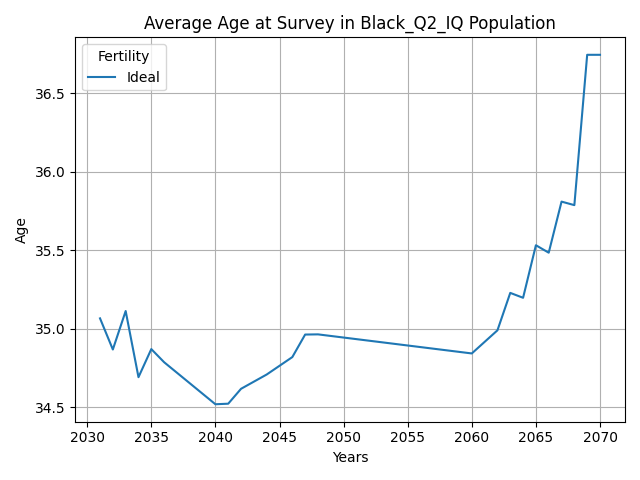 Average Age at Survey in Black_Q2_IQ Population
Fertility
Ideal
Age
36.5
36.0
35.5
35.0
34.5
2030 2035 2040 2045 2050 2055 2060 2065 2070
Years